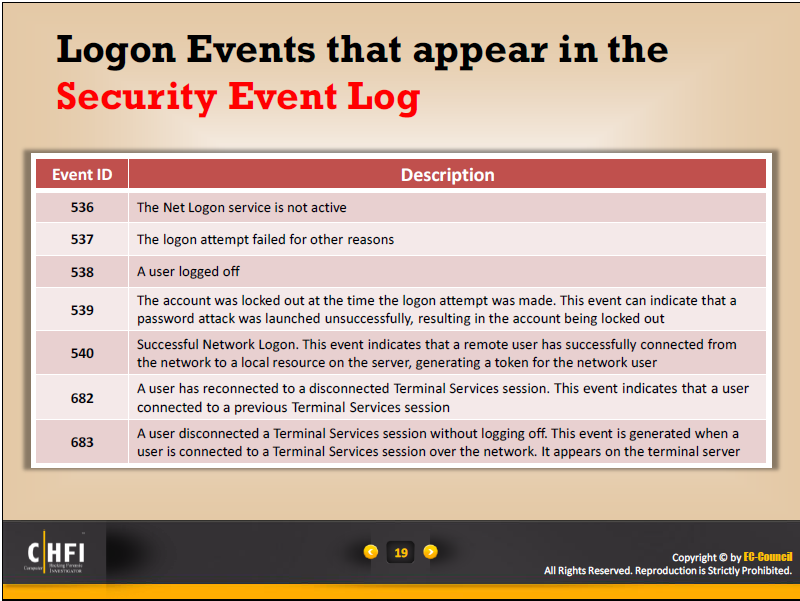 Logon Events that appear in the
Security Event Log
Event ID Description
536 The Net Logon service is not active
537 The logon attempt failed for other reasons
538 A user logged off
539 The account was locked out at the time the logon attempt was made. This event can indicate that a
password attack was launched unsuccessfully, resulting in the account being locked out
540 Successful Network Logon. This event indicates that a remote user has successfully connected from
the network to a local resource on the server, generating a token for the network user
682 A user has reconnected to a disconnected Terminal Services session. This event indicates that a user
connected to a previous Terminal Services session
683 A user disconnected a Terminal Services session without logging off. This event is generated when a
user is connected to a Terminal Services session over the network. It appears on the terminal server
CHFI
Computer Hacking Forensic
INVESTIGATOR
19
Copyright © by EC-Council
All Rights Reserved. Reproduction is Strictly Prohibited.